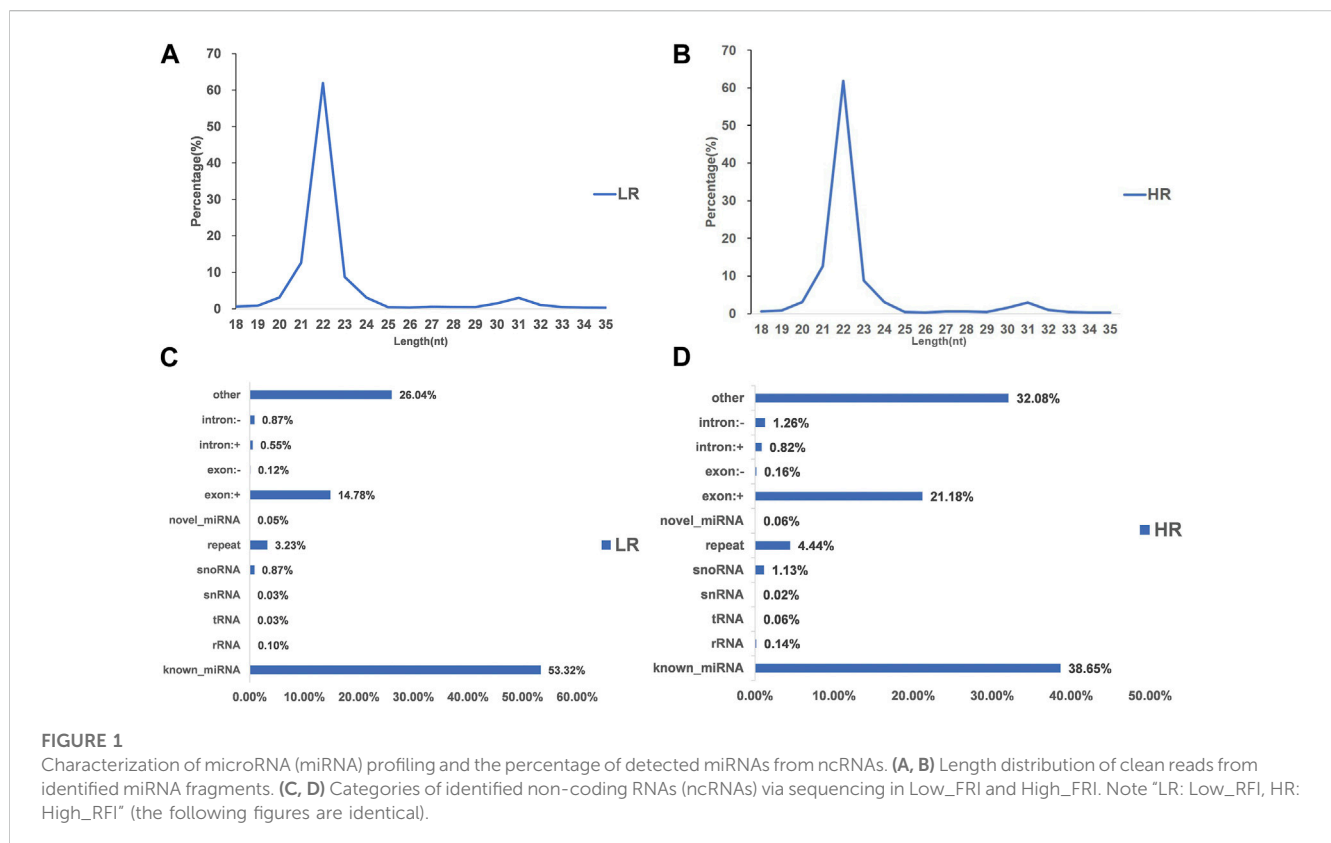 A
70
60
50
40
30
20
10
0
Percentage(%)
18 19 20 21 22 23 24 25 26 27 28 29 30 31 32 33 34 35
Length(nt)
LR
B
70
60
50
40
30
20
10
0
Percentage(%)
18 19 20 21 22 23 24 25 26 27 28 29 30 31 32 33 34 35
Length(nt)
HR
C
other 26.04%
intron:- 0.87%
intron:+ 0.55%
exon:- 0.12%
exon:+ 14.78%
novel_miRNA 0.05%
repeat 3.23%
snoRNA 0.87%
snRNA 0.03%
tRNA 0.03%
rRNA 0.10%
known_miRNA 53.32%
0.00% 10.00% 20.00% 30.00% 40.00% 50.00% 60.00%
LR
D
other 32.08%
intron:- 1.26%
intron:+ 0.82%
exon:- 0.16%
exon:+ 21.18%
novel_miRNA 0.06%
repeat 4.44%
snoRNA 1.13%
snRNA 0.02%
tRNA 0.06%
rRNA 0.14%
known_miRNA 38.65%
0.00% 10.00% 20.00% 30.00% 40.00% 50.00%
HR
FIGURE 1
Characterization of microRNA (miRNA) profiling and the percentage of detected miRNAs from ncRNAs. (A, B) Length distribution of clean reads from
identified miRNA fragments. (C, D) Categories of identified non-coding RNAs (ncRNAs) via sequencing in Low_FRI and High_FRI. Note “LR: Low_RFI, HR:
High_RFI” (the following figures are identical).